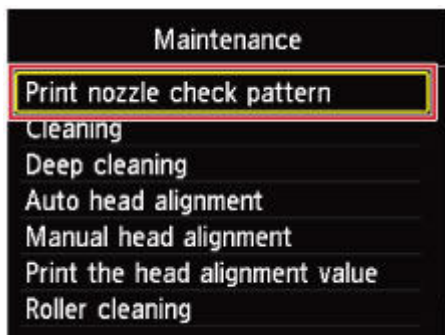 Maintenance
Print nozzle check pattern
Cleaning
Deep cleaning
Auto head alignment
Manual head alignment
Print the head alignment value
Roller cleaning